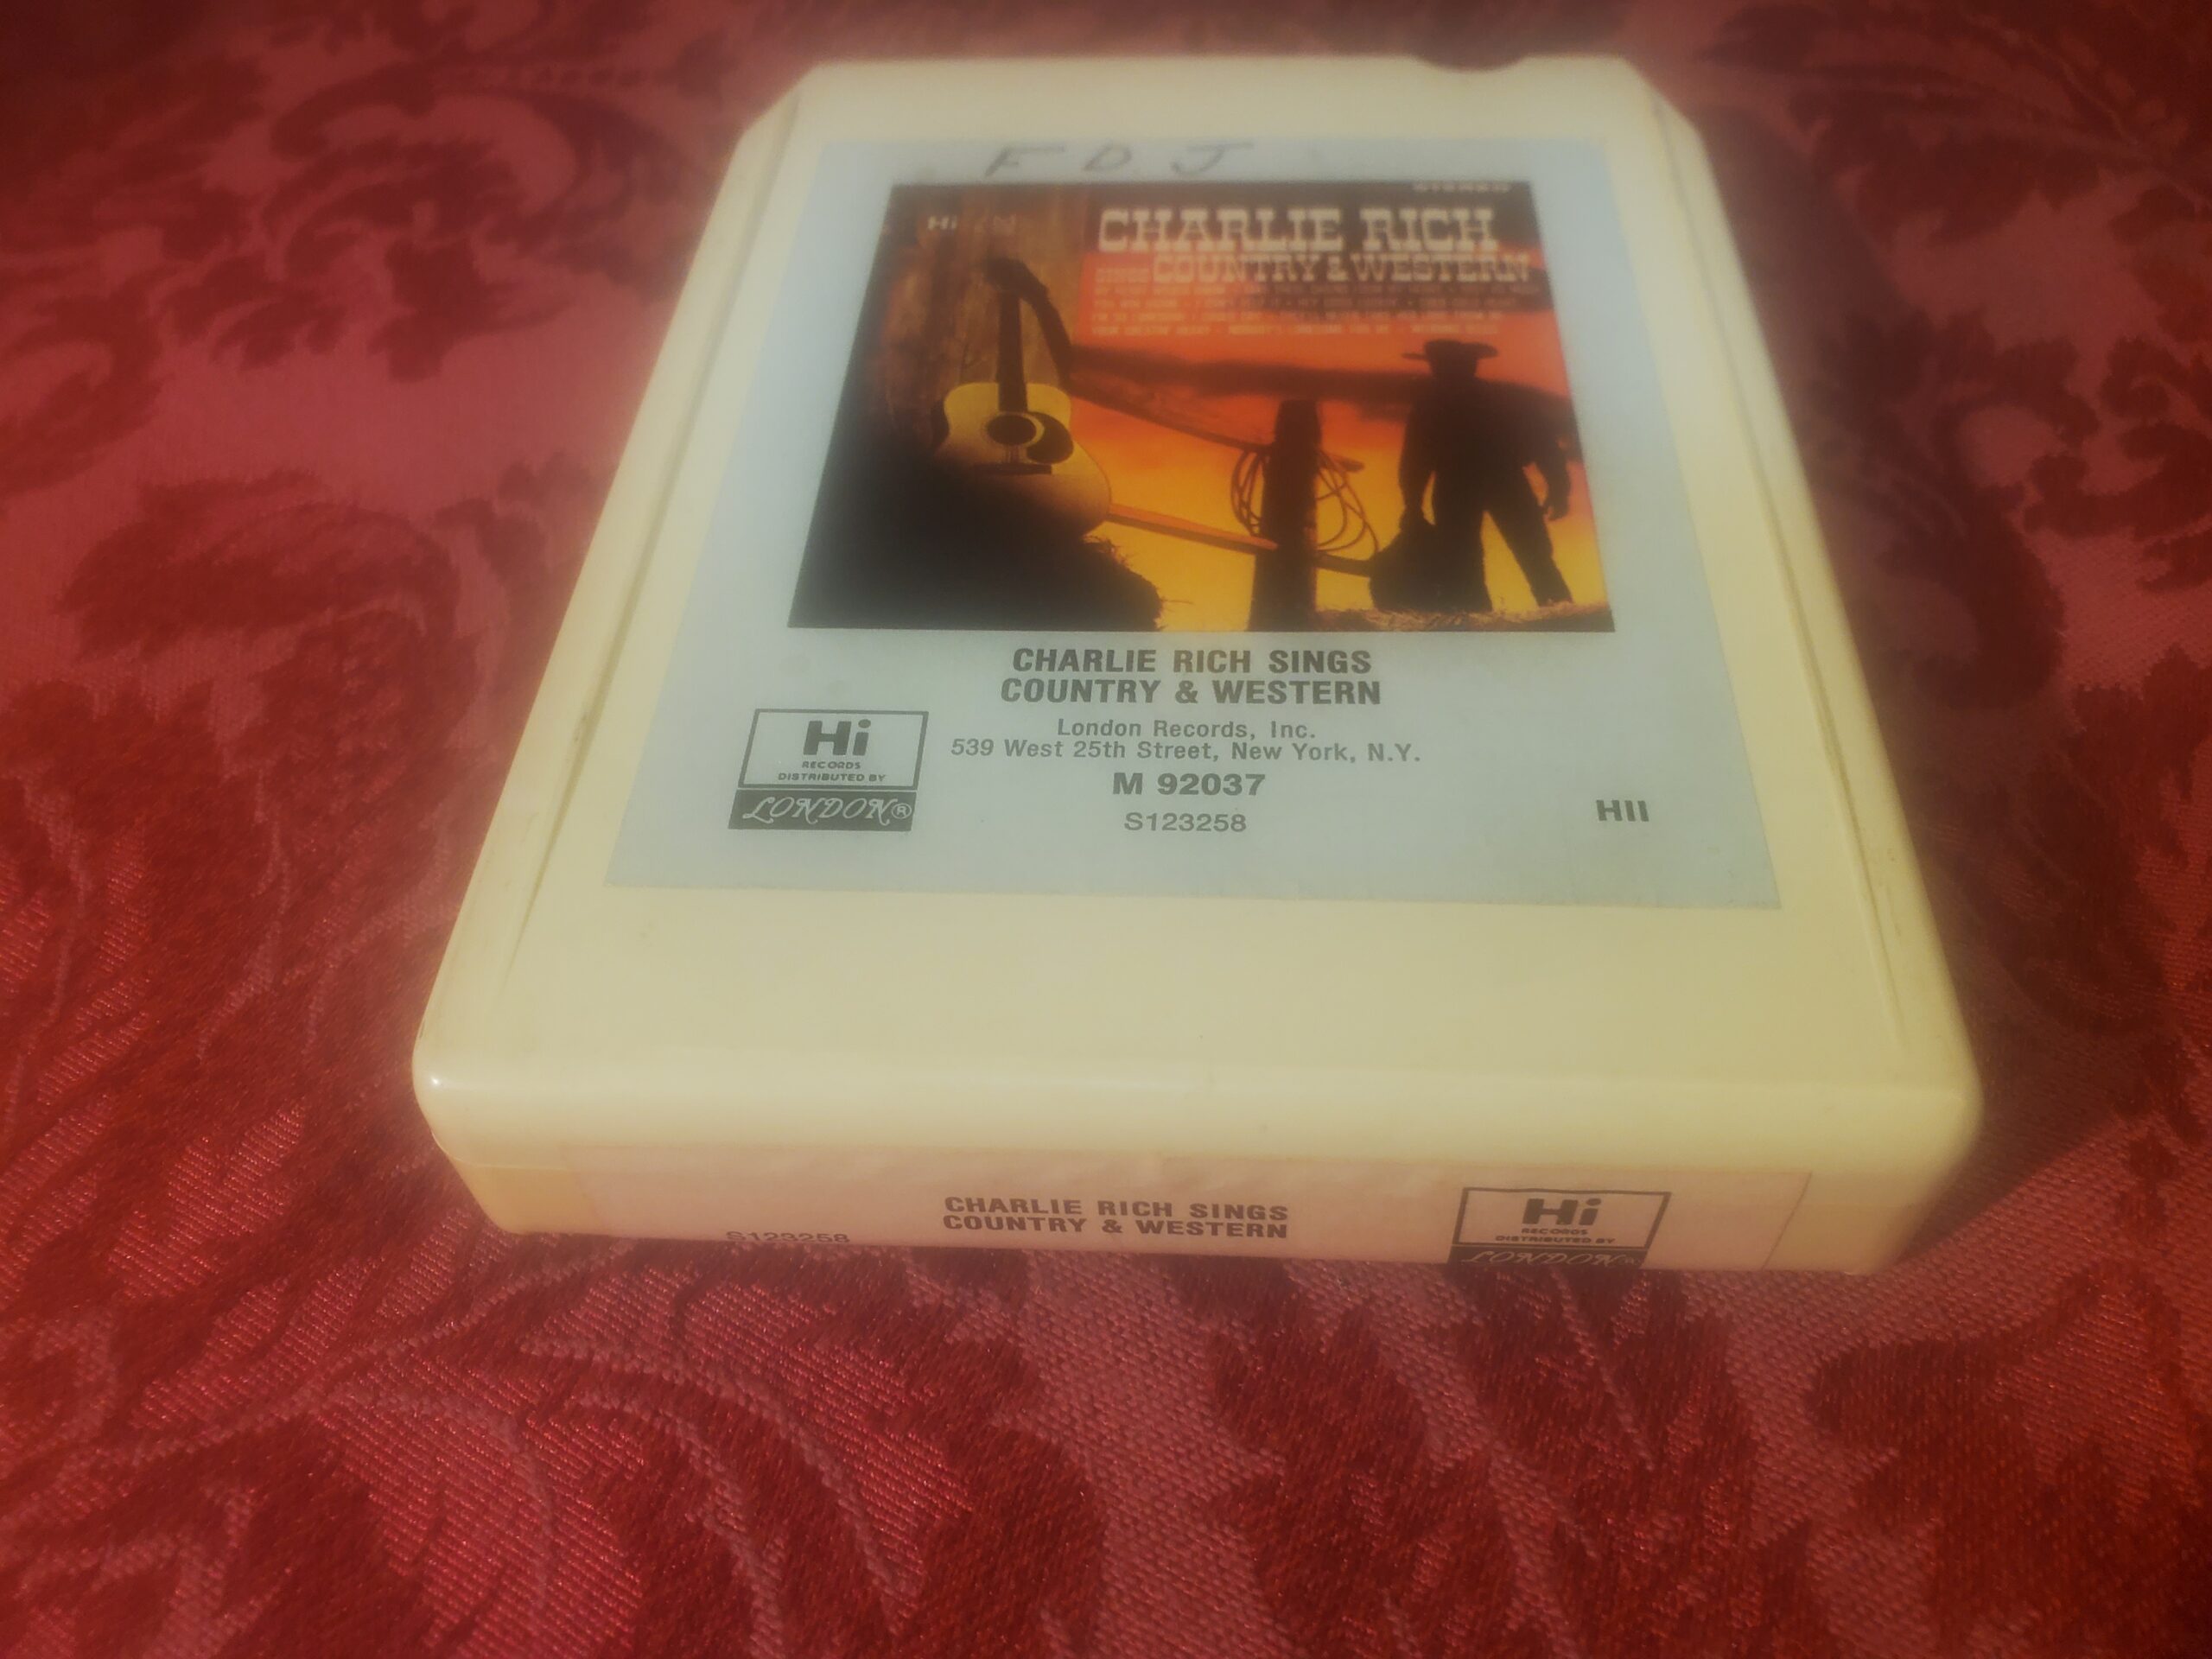 F D J
STEREO
Hi
CHARLIE RICH
SINGS COUNTRY & WESTERN
CHARLIE RICH SINGS
COUNTRY & WESTERN
Hi
RECORDS
DISTRIBUTED BY
LONDON®
London Records, Inc.
539 West 25th Street, New York, N.Y.
M 92037
S123258
HII
S123258
CHARLIE RICH SINGS
COUNTRY & WESTERN
Hi
RECORDS
DISTRIBUTED BY
LONDON®